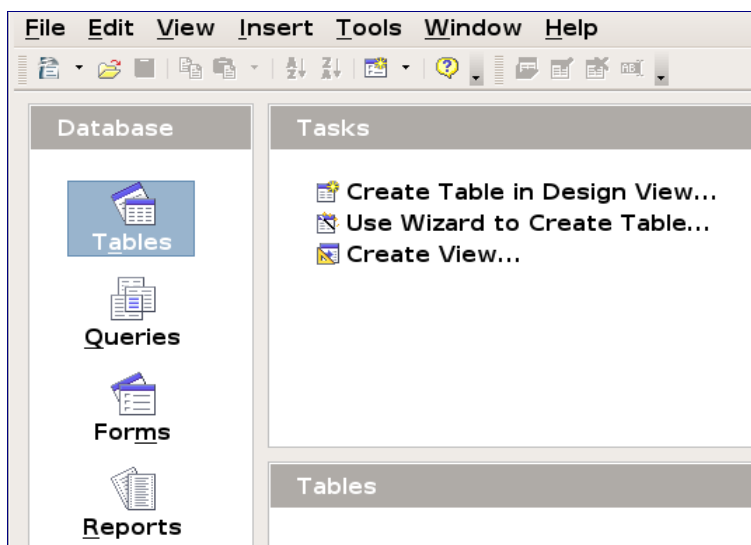 File Edit View Insert Tools Window Help
Database
Tables
Queries
Forms
Reports
Tasks
Create Table in Design View...
Use Wizard to Create Table...
Create View...
Tables